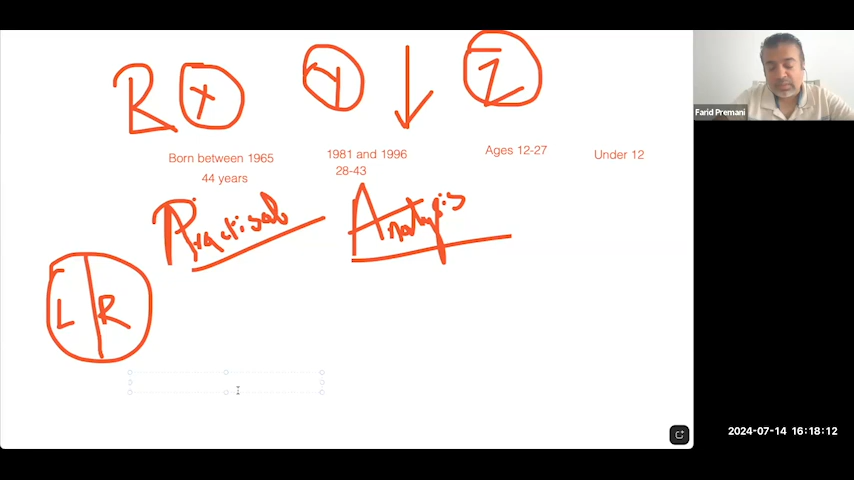 R X Y Z
Farid Premani
Born between 1965
44 years
1981 and 1996
28-43
Ages 12-27
Under 12
Practisal
Analysis
L R
2024-07-14 16:18:12